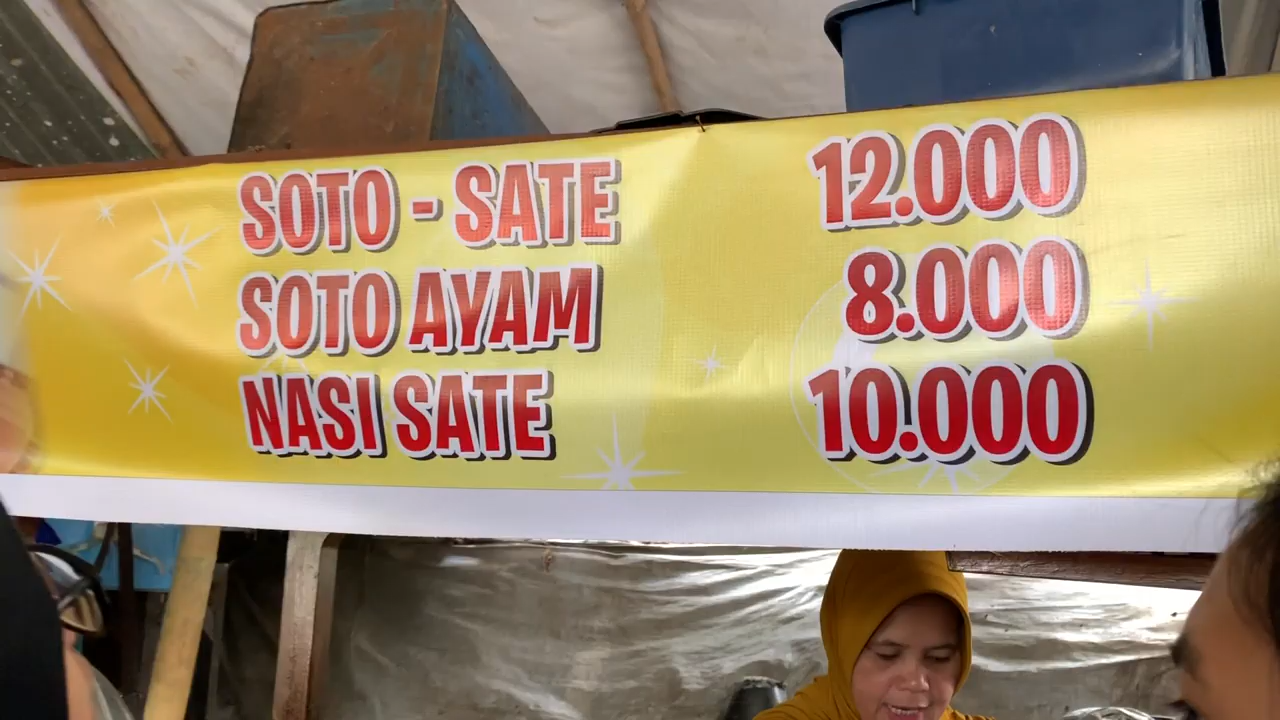 SOTO - SATE 12.000
SOTO AYAM 8.000
NASI SATE 10.000